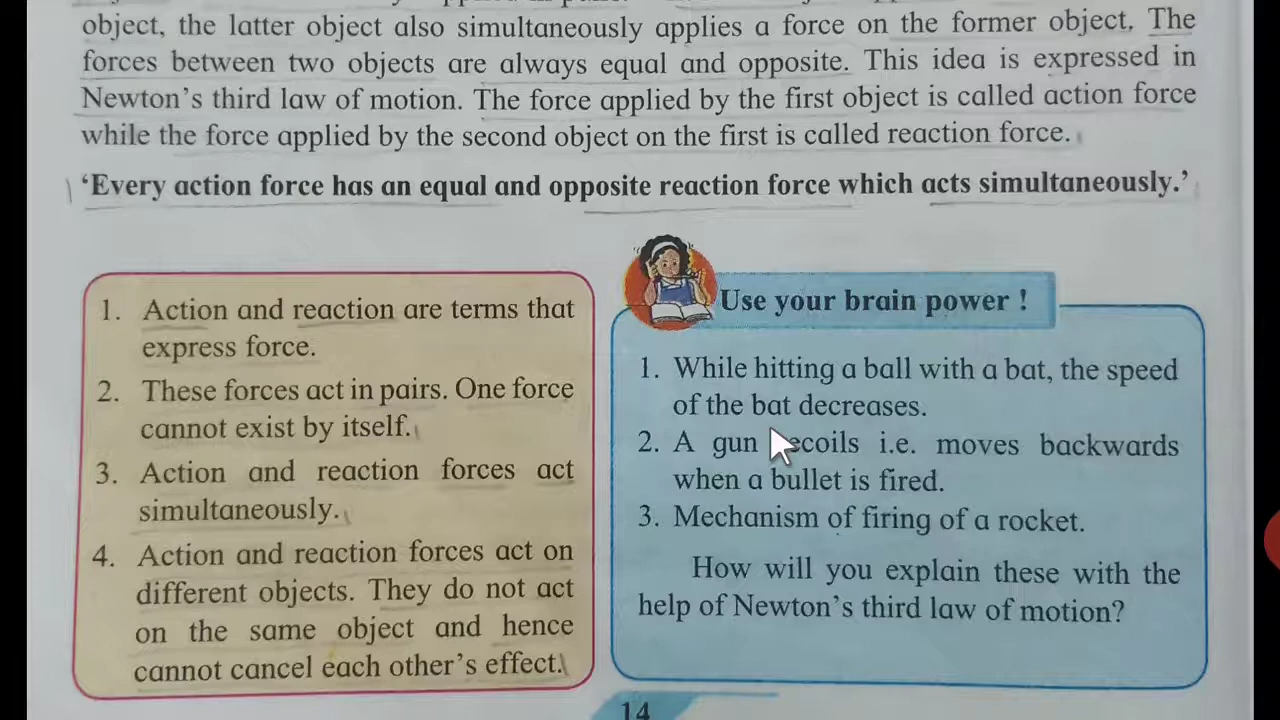 object, the latter object also simultaneously applies a force on the former object. The
forces between two objects are always equal and opposite. This idea is expressed in
Newton's third law of motion. The force applied by the first object is called action force
while the force applied by the second object on the first is called reaction force.
'Every action force has an equal and opposite reaction force which acts simultaneously.'
1. Action and reaction are terms that
express force.
2. These forces act in pairs. One force
cannot exist by itself.
3. Action and reaction forces act
simultaneously.
4. Action and reaction forces act on
different objects. They do not act
on the same object and hence
cannot cancel each other's effect.
Use your brain power !
1. While hitting a ball with a bat, the speed
of the bat decreases.
2. A gun recoils i.e. moves backwards
when a bullet is fired.
3. Mechanism of firing of a rocket.
How will you explain these with the
help of Newton's third law of motion?
14